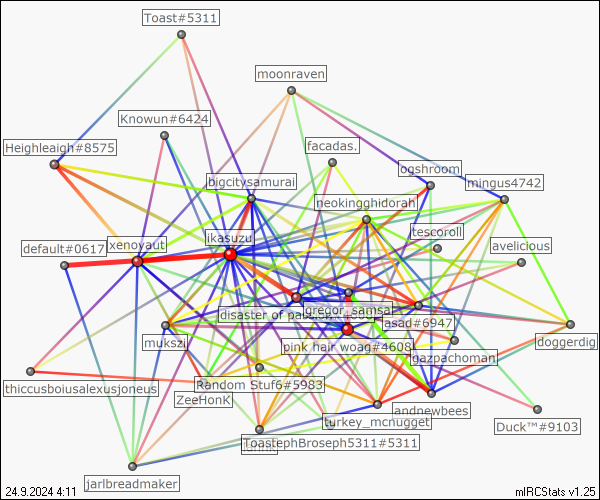 Toast#5311
moonraven
Knowun#6424
Heighleaigh#8575
facadas.
ogshroom
bigcitysamurai
mingus4742
neokingghidorah
tescoroll
ikasuzu
xenoyaut
default#0617
avelicious
gregor_samsa
disaster of pa
asad#6947
mukszi
pink hair woag#4608
doggerdig
gazpachoman
Random Stuf6#5983
thiccusboiusalexusjoneus
ZeeHonK
andnewbees
turkey_mcnugget
Duck™#9103
ToastephBroseph5311#5311
jarlbreadmaker
24.9.2024 4:11
mIRCStats v1.25